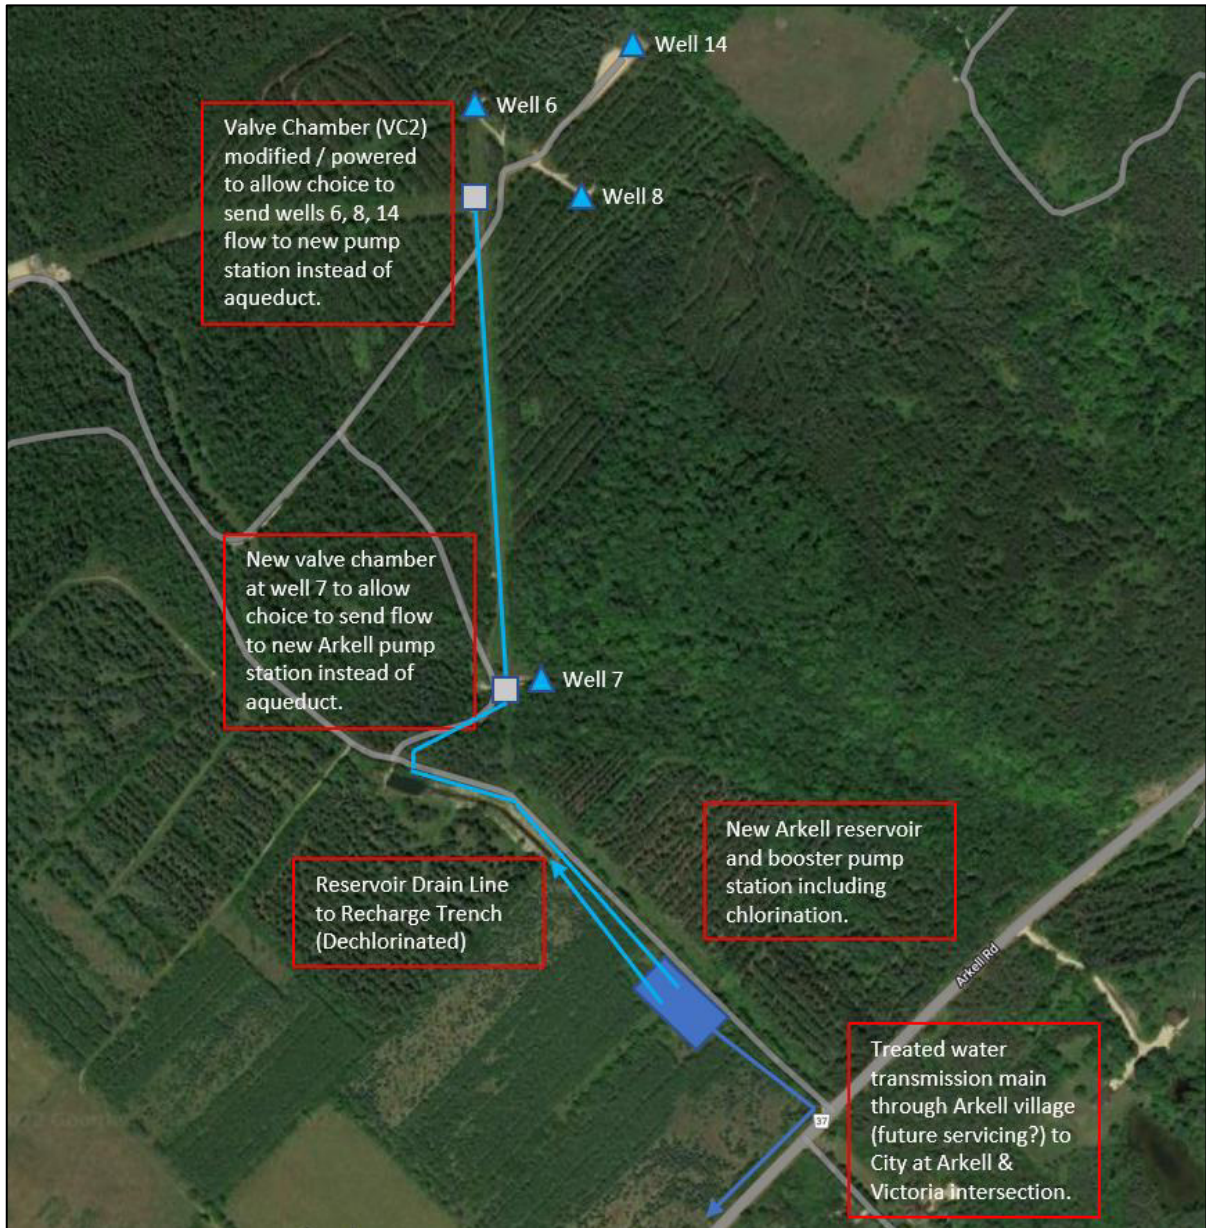 Well 14
Well 6
Valve Chamber (VC2)
modified / powered
to allow choice to
send wells 6, 8, 14
flow to new pump
station instead of
aqueduct.
Well 8
New valve chamber
at well 7 to allow
choice to send flow
to new Arkell pump
station instead of
aqueduct.
Well 7
New Arkell reservoir
and booster pump
station including
chlorination.
Reservoir Drain Line
to Recharge Trench
(Dechlorinated)
Arkell Rd
37
Treated water
transmission main
through Arkell village
(future servicing?) to
City at Arkell &
Victoria intersection.